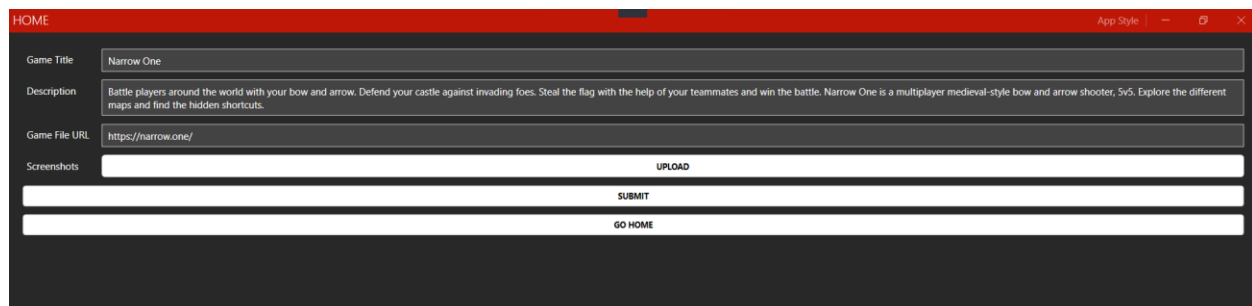 HOME
App Style
Game Title
Narrow One
Description
Battle players around the world with your bow and arrow. Defend your castle against invading foes. Steal the flag with the help of your teammates and win the battle. Narrow One is a multiplayer medieval-style bow and arrow shooter, 5v5. Explore the different
maps and find the hidden shortcuts.
Game File URL
https://narrow.one/
Screenshots
UPLOAD
SUBMIT
GO HOME